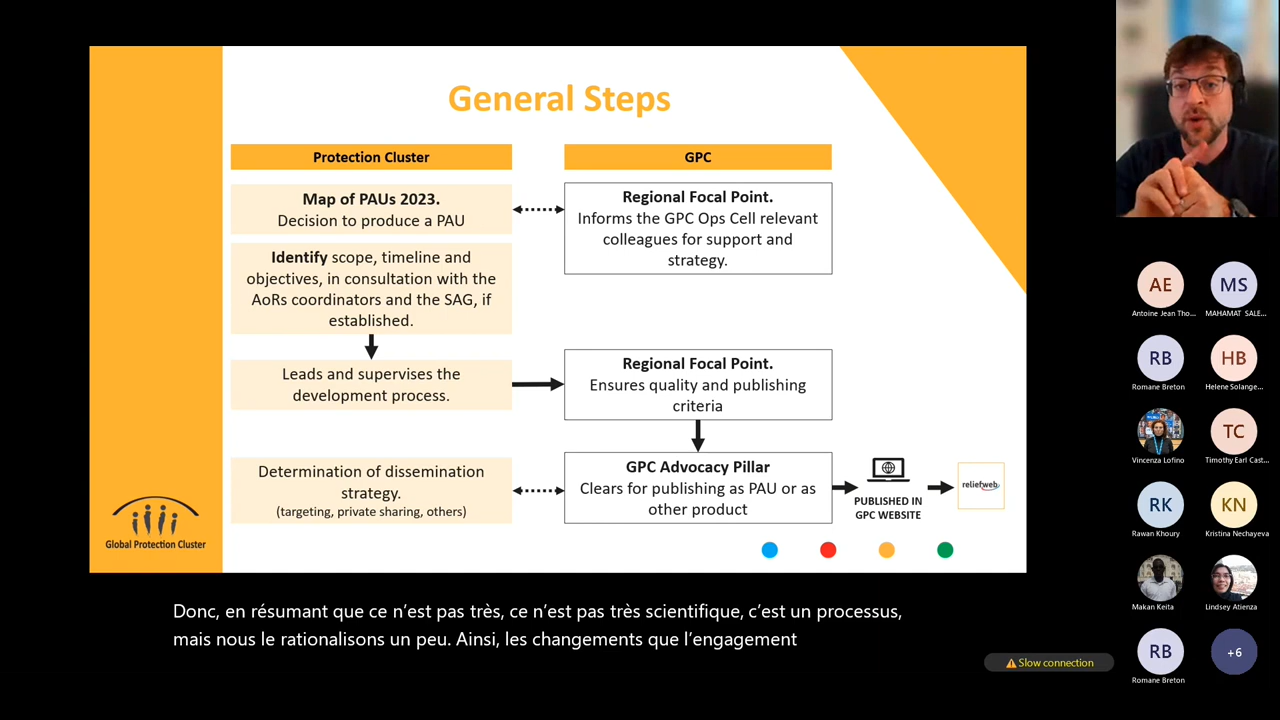 General Steps
Protection Cluster
GPC
Map of PAUs 2023.
Decision to produce a PAU
Regional Focal Point.
Informs the GPC Ops Cell relevant
colleagues for support and
strategy.
Identify scope, timeline and
objectives, in consultation with the
AoRs coordinators and the SAG, if
established.
Leads and supervises the
development process.
Regional Focal Point.
Ensures quality and publishing
criteria
Determination of dissemination
strategy.
(targeting, private sharing, others)
GPC Advocacy Pillar
Clears for publishing as PAU or as
other product
PUBLISHED IN
GPC WEBSITE
reliefweb
Global Protection Cluster
Donc, en résumant que ce n’est pas très, ce n’est pas très scientifique, c’est un processus,
mais nous le rationalisons un peu. Ainsi, les changements que l’engagement
Slow connection
AE
Antoine Jean Tho...
MS
MAHAMAT SALE...
RB
Romane Breton
HB
Helene Solange...
Vincenza Lofino
TC
Timothy Earl Cast...
RK
Rawan Khoury
KN
Kristina Nechayeva
Makan Keita
Lindsey Atienza
RB
Romane Breton
+6